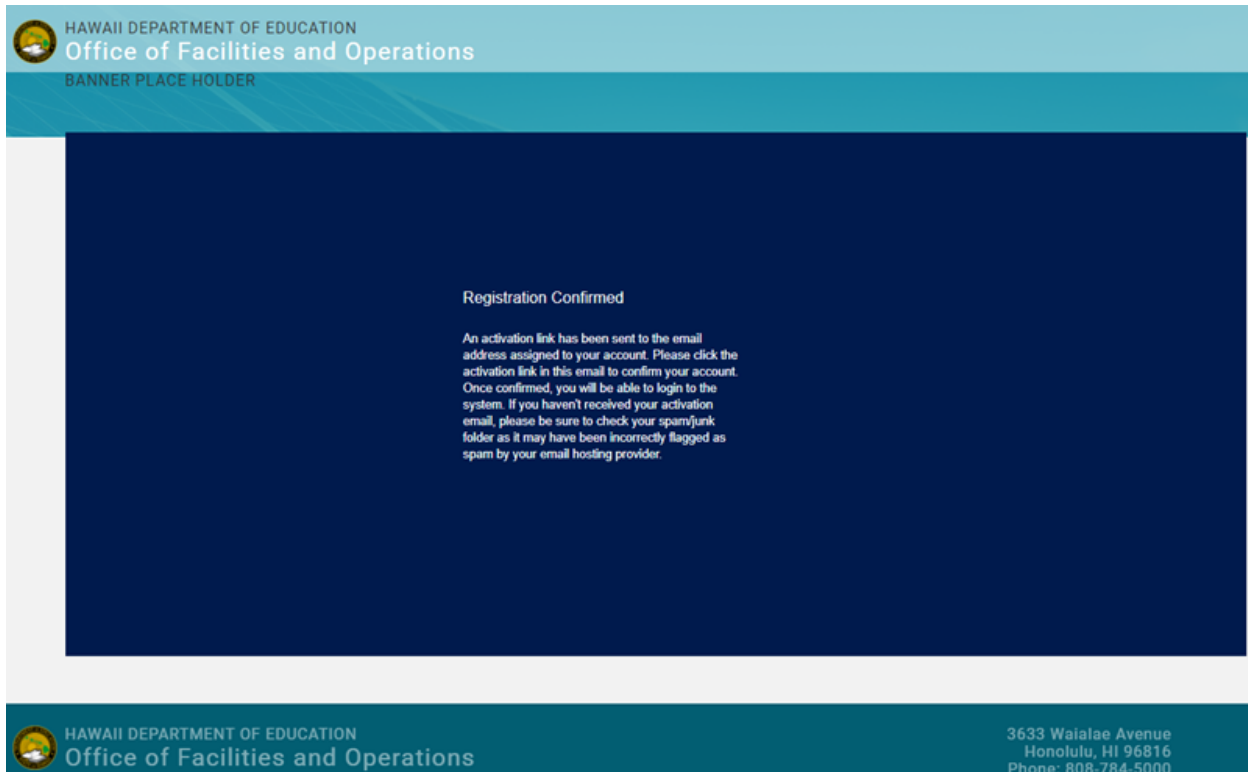 HAWAII DEPARTMENT OF EDUCATION
Office of Facilities and Operations
BANNER PLACE HOLDER
Registration Confirmed
An activation link has been sent to the email
address assigned to your account. Please click the
activation link in this email to confirm your account.
Once confirmed, you will be able to login to the
system. If you haven't received your activation
email, please be sure to check your spam/junk
folder as it may have been incorrectly flagged as
spam by your email hosting provider.
HAWAII DEPARTMENT OF EDUCATION
Office of Facilities and Operations
3633 Waialae Avenue
Honolulu, HI 96816
Phone: 808-784-5000